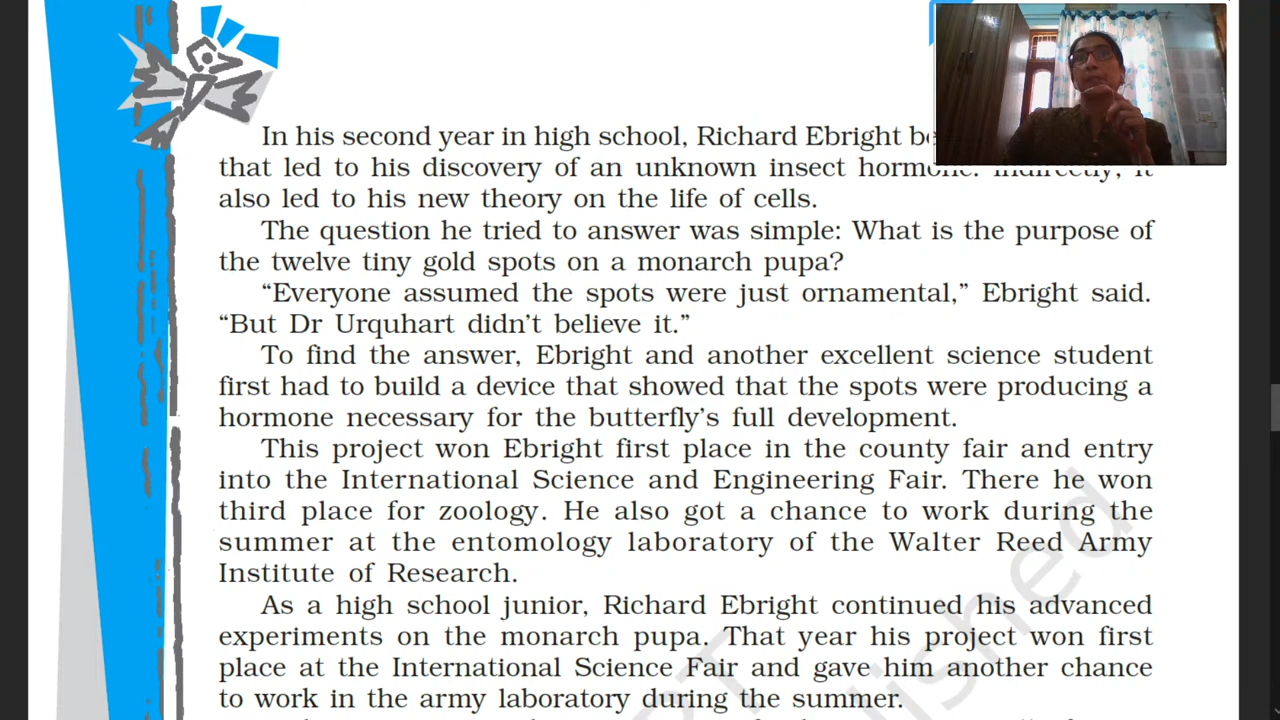 In his second year in high school, Richard Ebright
that led to his discovery of an unknown insect hormone. Indirectly, it
also led to his new theory on the life of cells.
The question he tried to answer was simple: What is the purpose of
the twelve tiny gold spots on a monarch pupa?
“Everyone assumed the spots were just ornamental,” Ebright said.
“But Dr Urquhart didn’t believe it.”
To find the answer, Ebright and another excellent science student
first had to build a device that showed that the spots were producing a
hormone necessary for the butterfly’s full development.
This project won Ebright first place in the county fair and entry
into the International Science and Engineering Fair. There he won
third place for zoology. He also got a chance to work during the
summer at the entomology laboratory of the Walter Reed Army
Institute of Research.
As a high school junior, Richard Ebright continued his advanced
experiments on the monarch pupa. That year his project won first
place at the International Science Fair and gave him another chance
to work in the army laboratory during the summer.